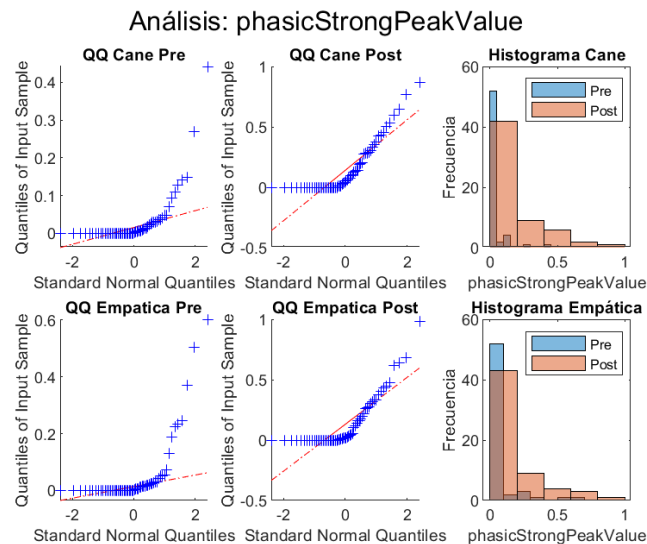 Análisis: phasicStrongPeakValue
QQ Cane Pre
Quantiles of Input Sample
0.4
0.3
0.2
0.1
0
-2
0
2
Standard Normal Quantiles
QQ Cane Post
Quantiles of Input Sample
1
0.5
0
-0.5
-2
0
2
Standard Normal Quantiles
Histograma Cane
Frecuencia
60
40
20
0
Pre
Post
0
0.5
1
phasicStrongPeakValue
QQ Empatica Pre
Quantiles of Input Sample
0.6
0.4
0.2
0
-2
0
2
Standard Normal Quantiles
QQ Empatica Post
Quantiles of Input Sample
1
0.5
0
-0.5
-2
0
2
Standard Normal Quantiles
Histograma Empática
Frecuencia
60
40
20
0
Pre
Post
0
0.5
1
phasicStrongPeakValue